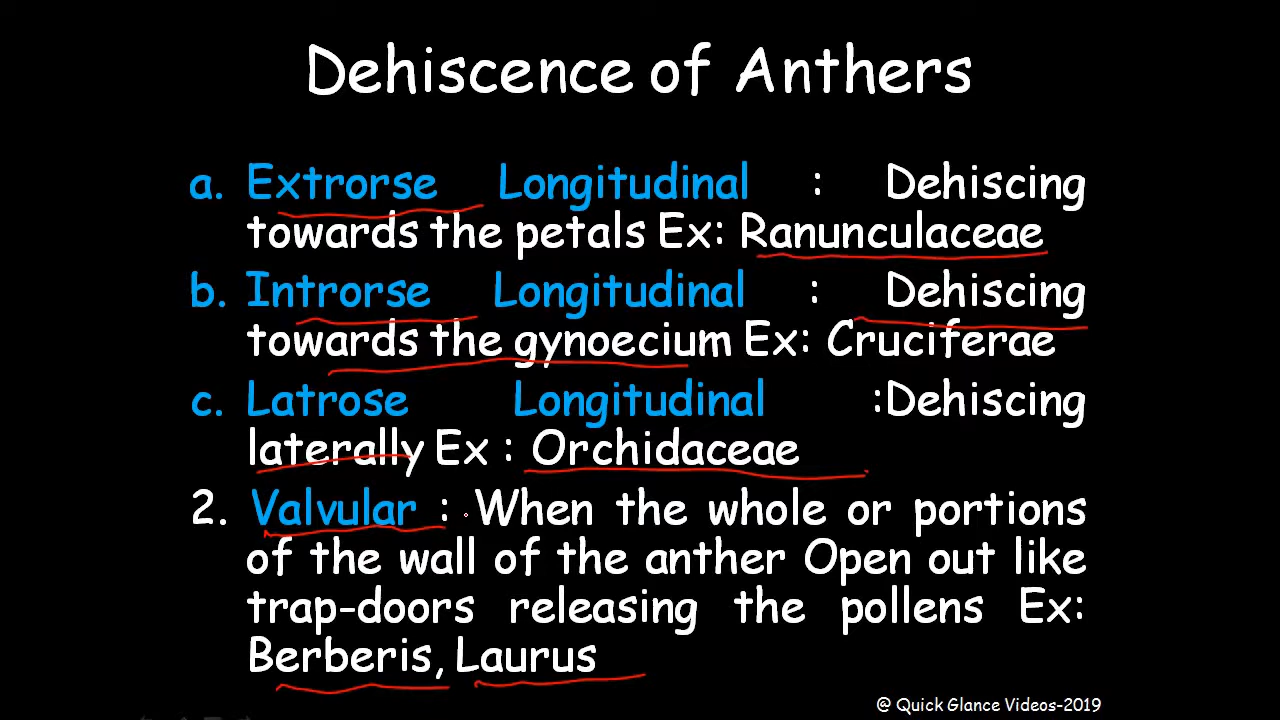 Dehiscence of Anthers
a. Extrorse Longitudinal : Dehiscing
towards the petals Ex: Ranunculaceae
b. Introrse Longitudinal : Dehiscing
towards the gynoecium Ex: Cruciferae
c. Latrose Longitudinal :Dehiscing
laterally Ex : Orchidaceae
2. Valvular : When the whole or portions
of the wall of the anther Open out like
trap-doors releasing the pollens Ex:
Berberis, Laurus
@ Quick Glance Videos-2019